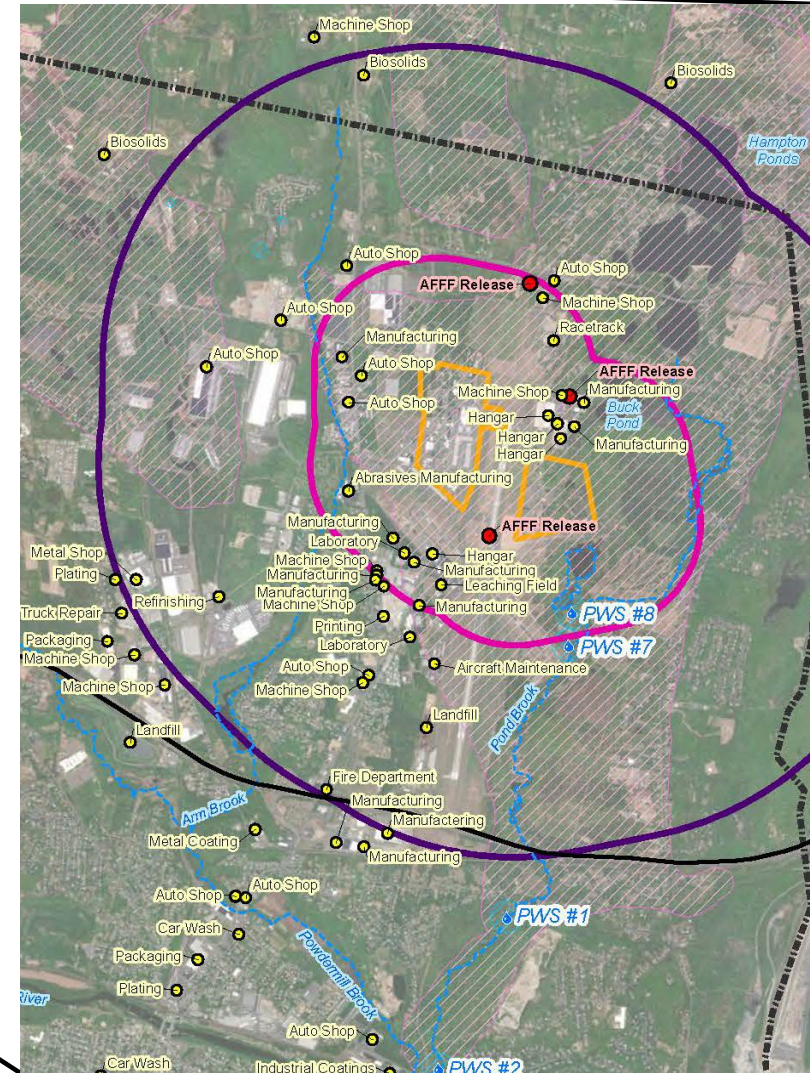 Machine Shop
Biosolids
Biosolids
Biosolids
Hampton
Ponds
Auto Shop
AFFF Release
Auto Shop
Machine Shop
Auto Shop
Racetrack
Manufacturing
Auto Shop
Auto Shop
AFFF Release
Machine Shop
Manufacturing
Auto Shop
Buck
Pond
Hangar
Hangar
Manufacturing
Hangar
Abrasives Manufacturing
Manufacturing
AFFF Release
Laboratory
Metal Shop
Hangar
Machine Shop
Manufacturing
Plating
Manufacturing
Leaching Field
Manufacturing
Refinishing
Machine Shop
Manufacturing
Truck Repair
PWS #8
Printing
Packaging
Laboratory
PWS #7
Machine Shop
Auto Shop
Aircraft Maintenance
Machine Shop
Machine Shop
Pond Brook
Landfill
Landfill
Fire Department
Arm Brook
Manufacturing
Manufactering
Metal Coating
Manufacturing
Auto Shop
Auto Shop
PWS #1
Car Wash
Packaging
Powdermill Brook
Plating
River
Auto Shop
Car Wash
Industrial Coatings
PWS #2